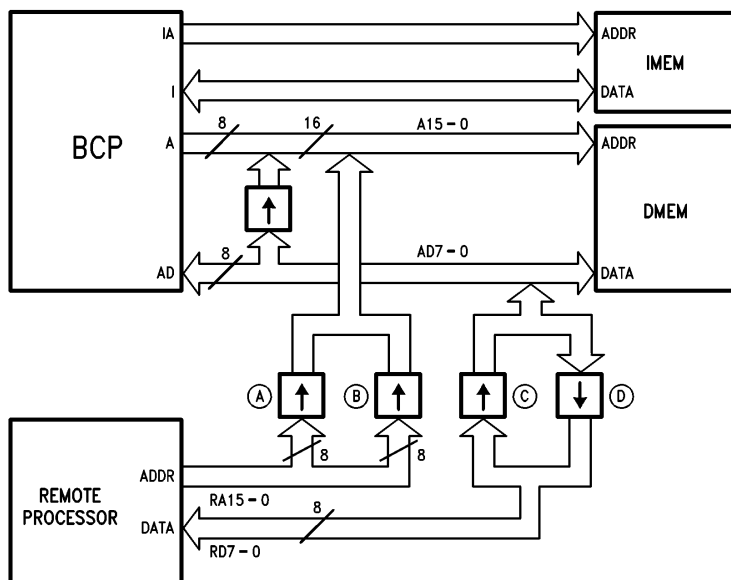 IA
ADDR
IMEM
I
DATA
8
16
A15-0
BCP
A
ADDR
DMEM
8
AD7-0
AD
DATA
A
B
C
D
8
8
ADDR
REMOTE
PROCESSOR
RA15-0
8
DATA
RD7-0